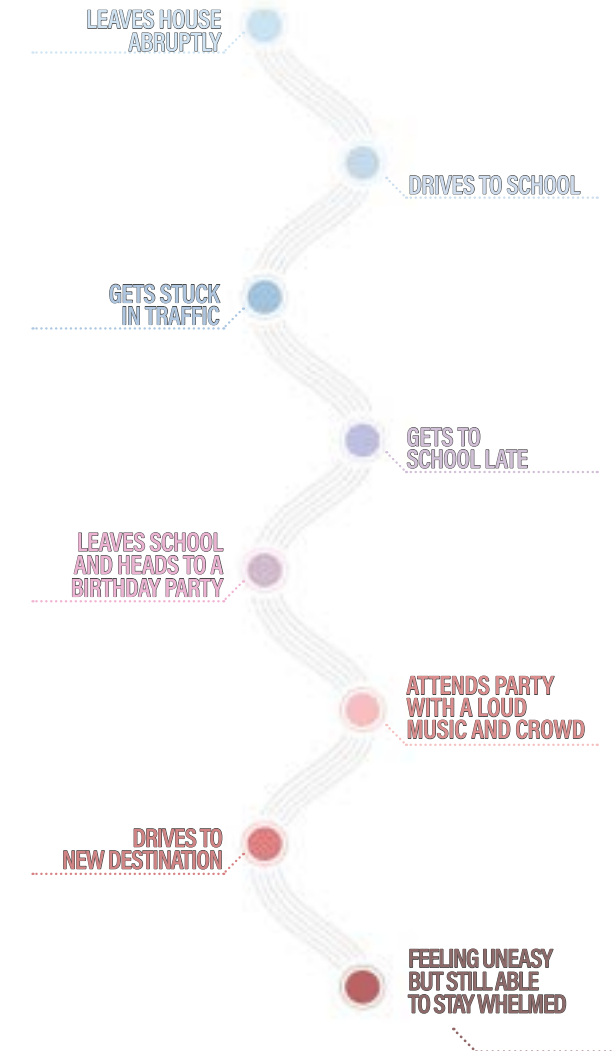 LEAVES HOUSE
ABRUPTLY
DRIVES TO SCHOOL
GETS STUCK
IN TRAFFIC
GETS TO
SCHOOL LATE
LEAVES SCHOOL
AND HEADS TO A
BIRTHDAY PARTY
ATTENDS PARTY
WITH A LOUD
MUSIC AND CROWD
DRIVES TO
NEW DESTINATION
FEELING UNEASY
BUT STILL ABLE
TO STAY WHELMED